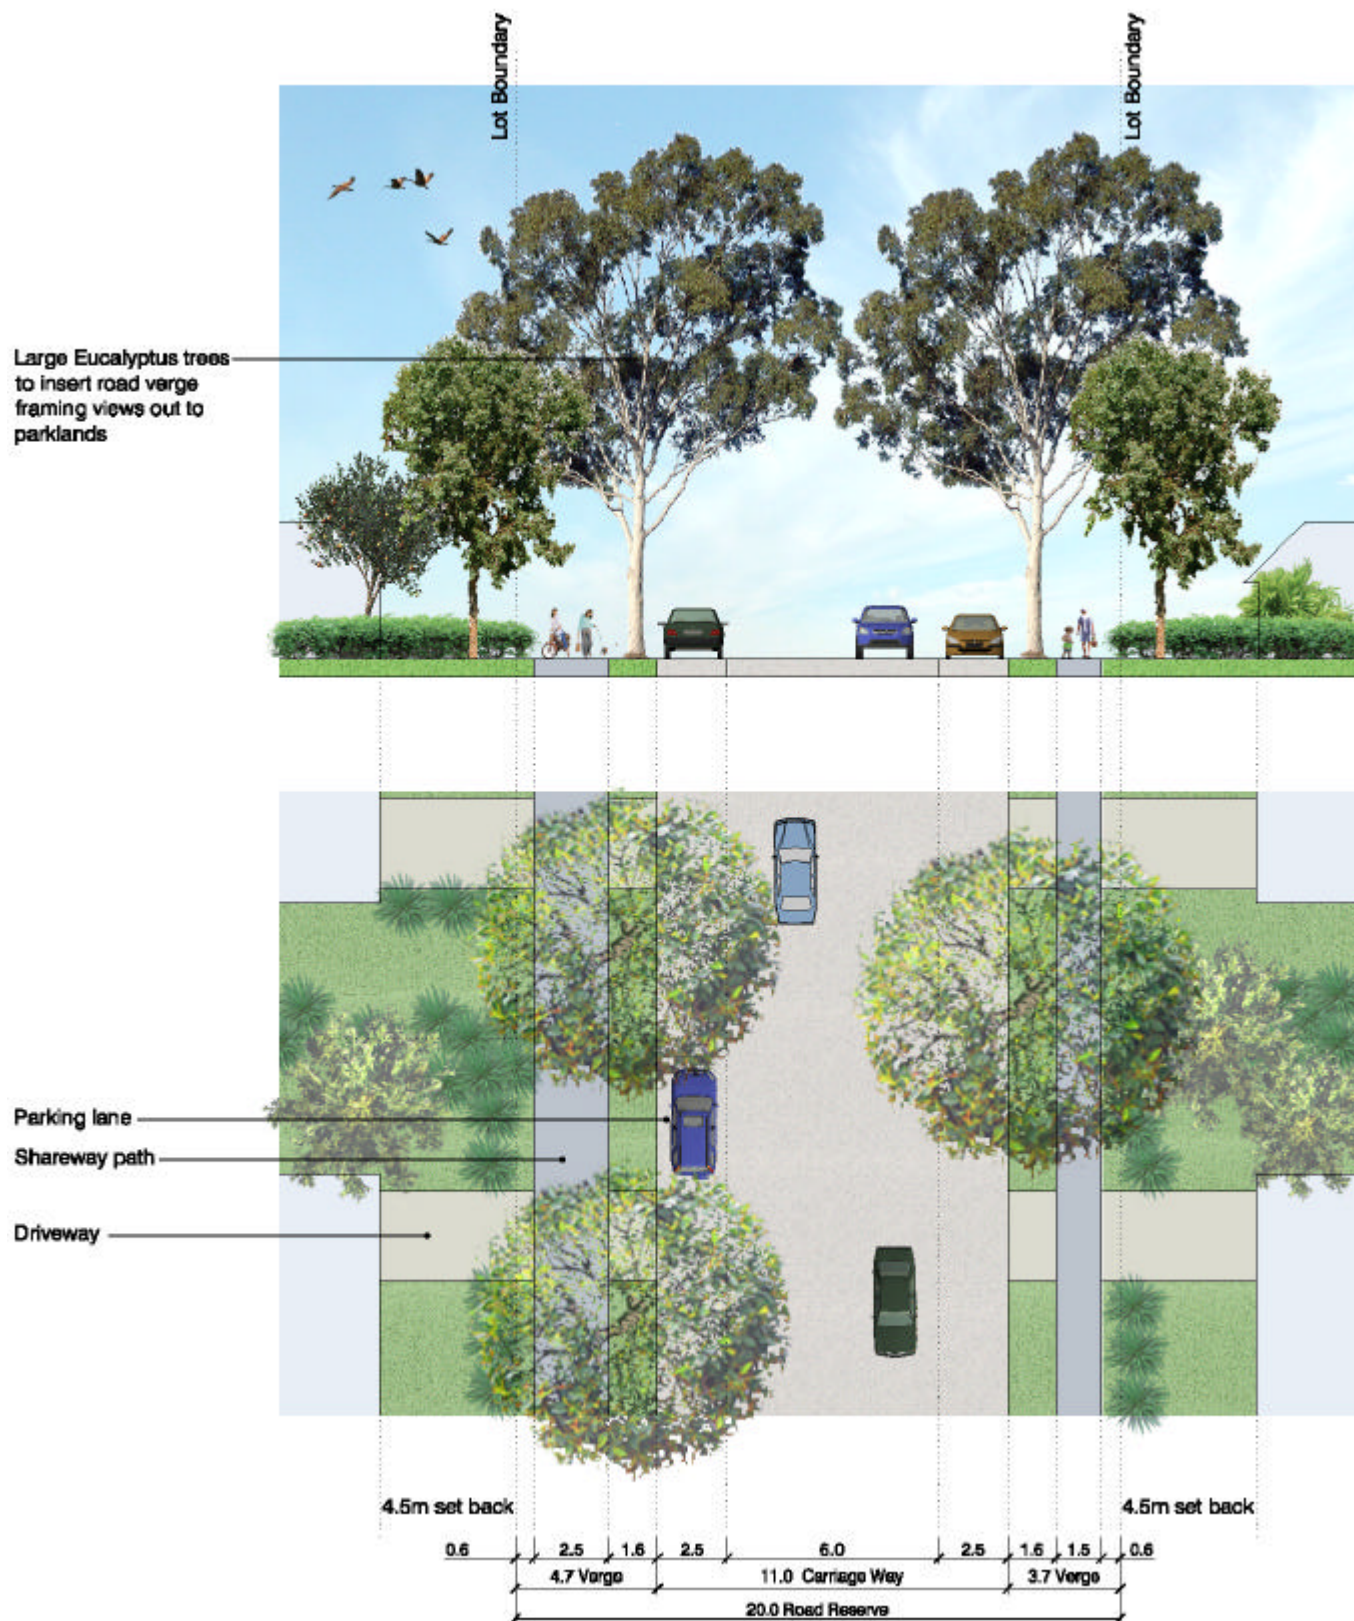 Lot Boundary
Lot Boundary
Large Eucalyptus trees
to insert road verge
framing views out to
parklands
Parking lane
Shareway path
Driveway
4.5m set back
4.5m set back
0.6 2.5 1.6 2.5 6.0 2.5 1.6 1.5 0.6
4.7 Verge 11.0 Carriage Way 3.7 Verge
20.0 Road Reserve